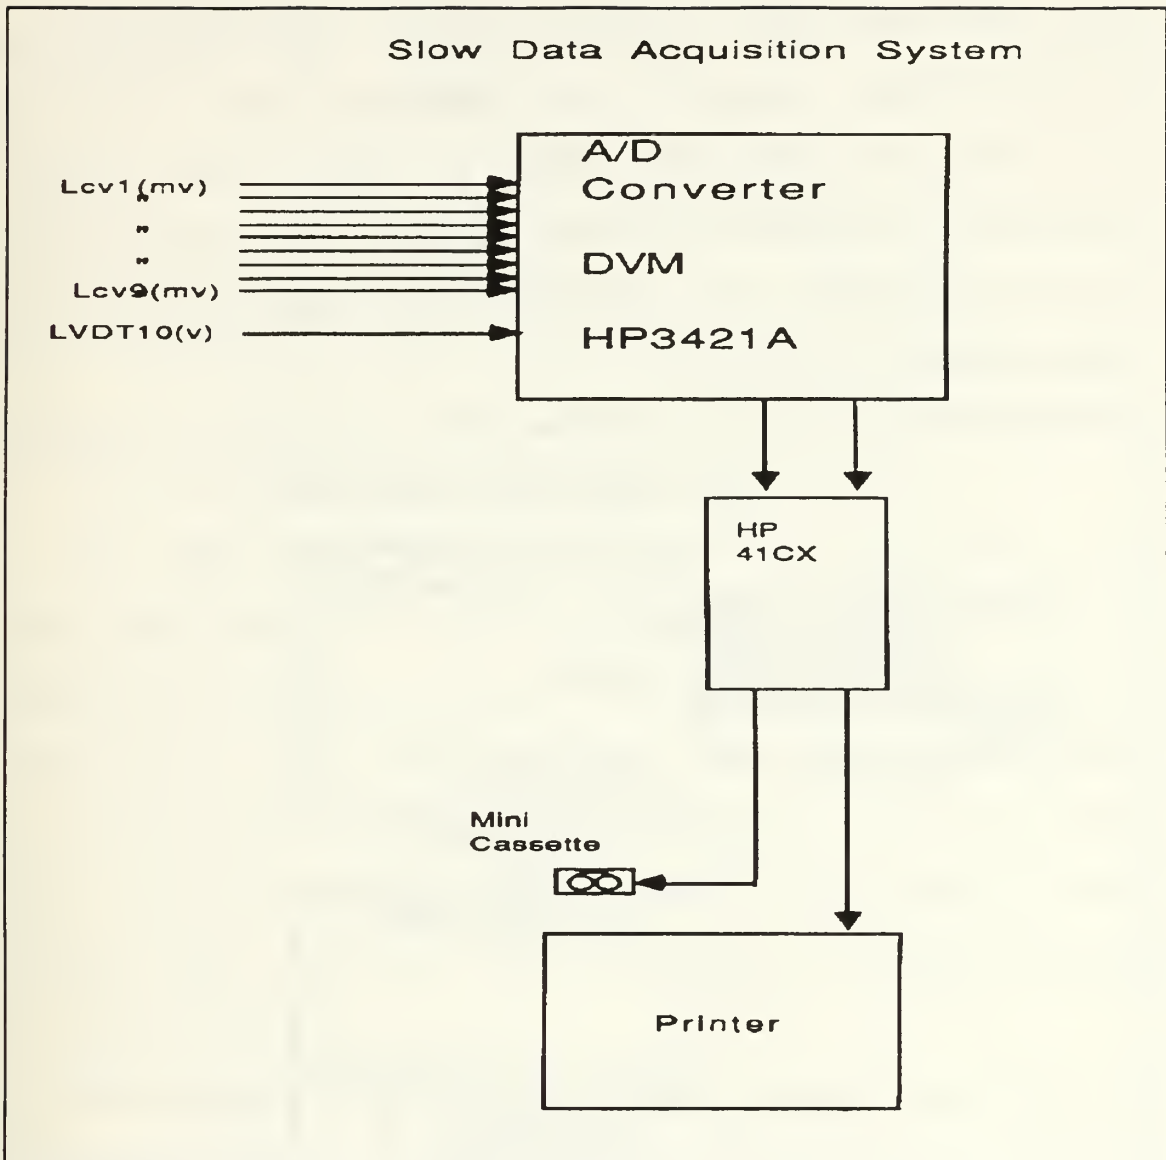 Slow Data Acquisition System
A/D
Converter
DVM
HP3421A
Lcv1(mv)
"
"
"
Lcv9(mv)
LVDT10(v)
HP
41CX
Mini
Cassette
Printer